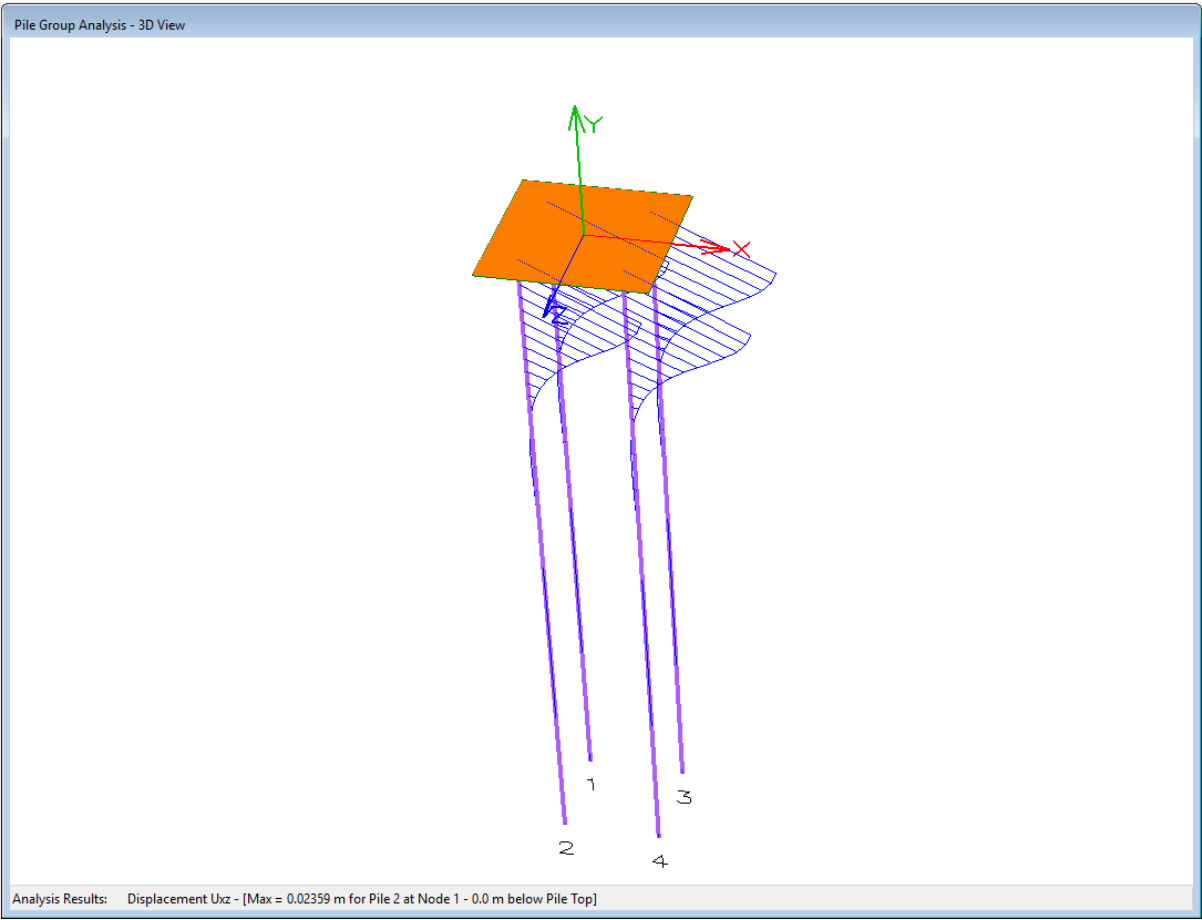 Pile Group Analysis - 3D View
Y
X
Z
1
3
2
4
Analysis Results: Displacement Uxz - [Max = 0.02359 m for Pile 2 at Node 1 - 0.0 m below Pile Top]